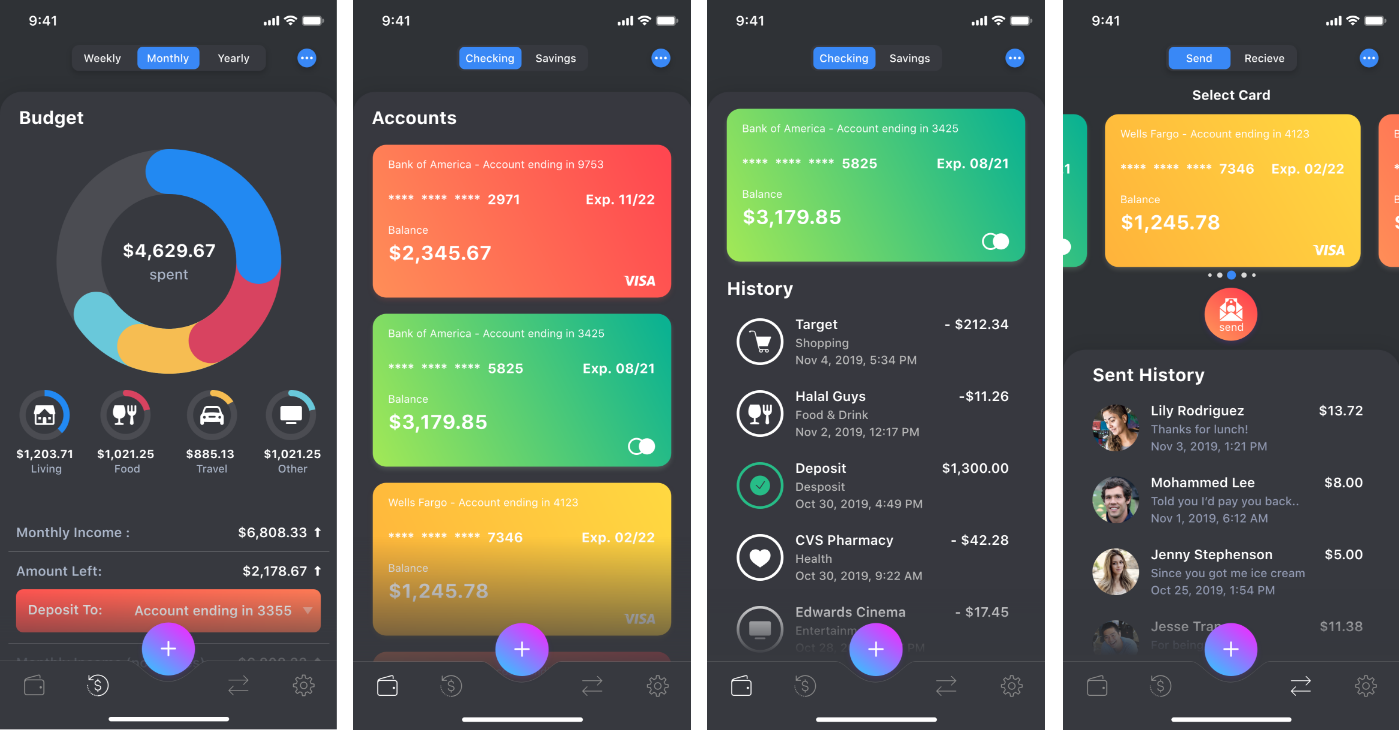 9:41
Weekly Monthly Yearly
Budget
$4,629.67
spent
$1,203.71 $1,021.25 $885.13 $1,021.25
Living Food Travel Other
Monthly Income : $6,808.33
Amount Left: $2,178.67
Deposit To: Account ending in 3355
9:41
Checking Savings
Accounts
Bank of America - Account ending in 9753
**** **** **** 2971 Exp. 11/22
Balance
$2,345.67
VISA
Bank of America - Account ending in 3425
**** **** **** 5825 Exp. 08/21
Balance
$3,179.85
Wells Fargo - Account ending in 4123
**** **** **** 7346 Exp. 02/22
Balance
$1,245.78
VISA
9:41
Checking Savings
Bank of America - Account ending in 3425
**** **** **** 5825 Exp. 08/21
Balance
$3,179.85
History
Target - $212.34
Shopping
Nov 4, 2019, 5:34 PM
Halal Guys -$11.26
Food & Drink
Nov 2, 2019, 12:17 PM
Deposit $1,300.00
Desposit
Oct 30, 2019, 4:49 PM
CVS Pharmacy - $42.28
Health
Oct 30, 2019, 9:22 AM
Edwards Cinema - $17.45
9:41
Send Recieve
Select Card
Wells Fargo - Account ending in 4123
**** **** **** 7346 Exp. 02/22
Balance
$1,245.78
VISA
send
Sent History
Lily Rodriguez $13.72
Thanks for lunch!
Nov 3, 2019, 1:21 PM
Mohammed Lee $8.00
Told you I'd pay you back..
Nov 1, 2019, 6:12 AM
Jenny Stephenson $5.00
Since you got me ice cream
Oct 25, 2019, 1:54 PM
Jesse $11.38
For being